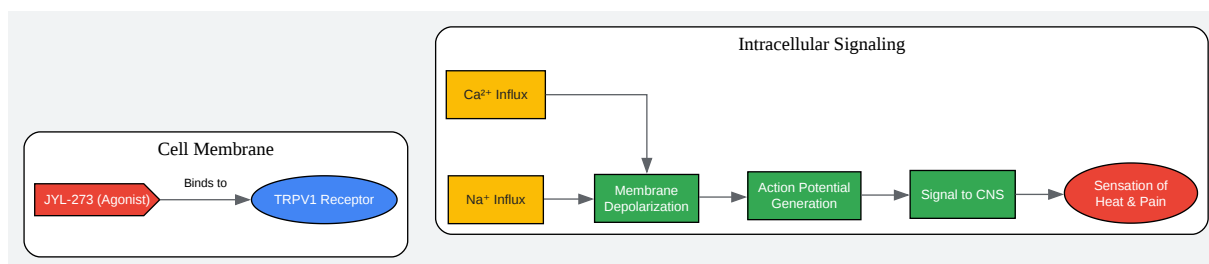 Cell Membrane
JYL-273 (Agonist)
Binds to
TRPV1 Receptor
Intracellular Signaling
Ca²⁺ Influx
Na⁺ Influx
Membrane
Depolarization
Action Potential
Generation
Signal to CNS
Sensation of
Heat & Pain